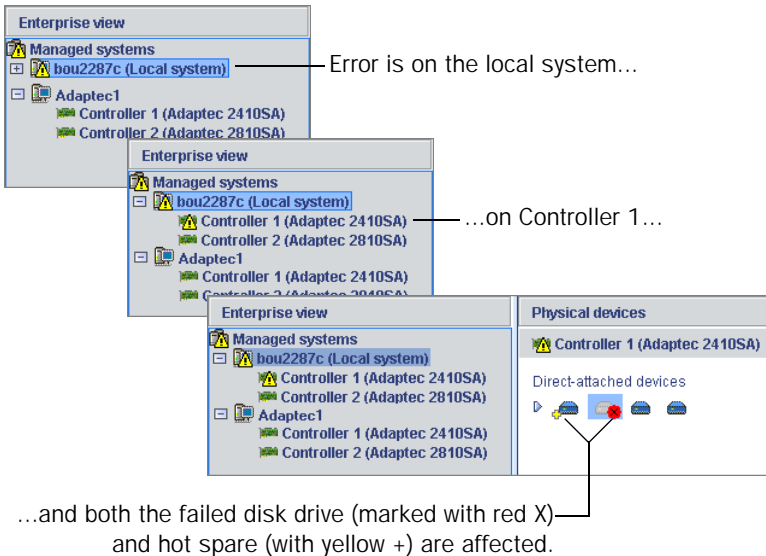 Enterprise view
Managed systems
bou2287c (Local system)
Error is on the local system...
Adaptec1
Controller 1 (Adaptec 2410SA)
Controller 2 (Adaptec 2810SA)
Enterprise view
Managed systems
bou2287c (Local system)
Controller 1 (Adaptec 2410SA)
...on Controller 1...
Controller 2 (Adaptec 2810SA)
Adaptec1
Controller 1 (Adaptec 2410SA)
Controller 2 (Adaptec 2810SA)
Enterprise view
Managed systems
bou2287c (Local system)
Controller 1 (Adaptec 2410SA)
Controller 2 (Adaptec 2810SA)
Adaptec1
Controller 1 (Adaptec 2410SA)
Controller 2 (Adaptec 2810SA)
Physical devices
Controller 1 (Adaptec 2410SA)
Direct-attached devices
...and both the failed disk drive (marked with red X)
and hot spare (with yellow +) are affected.